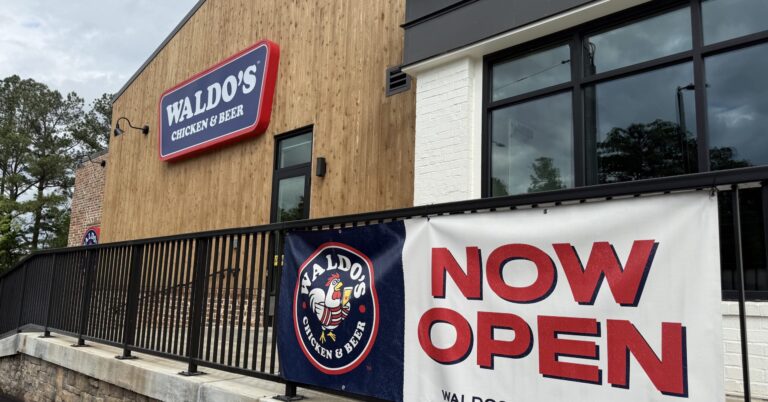 WALDO'S
CHICKEN & BEER
WALDO'S
CHICKEN & BEER
NOW
OPEN